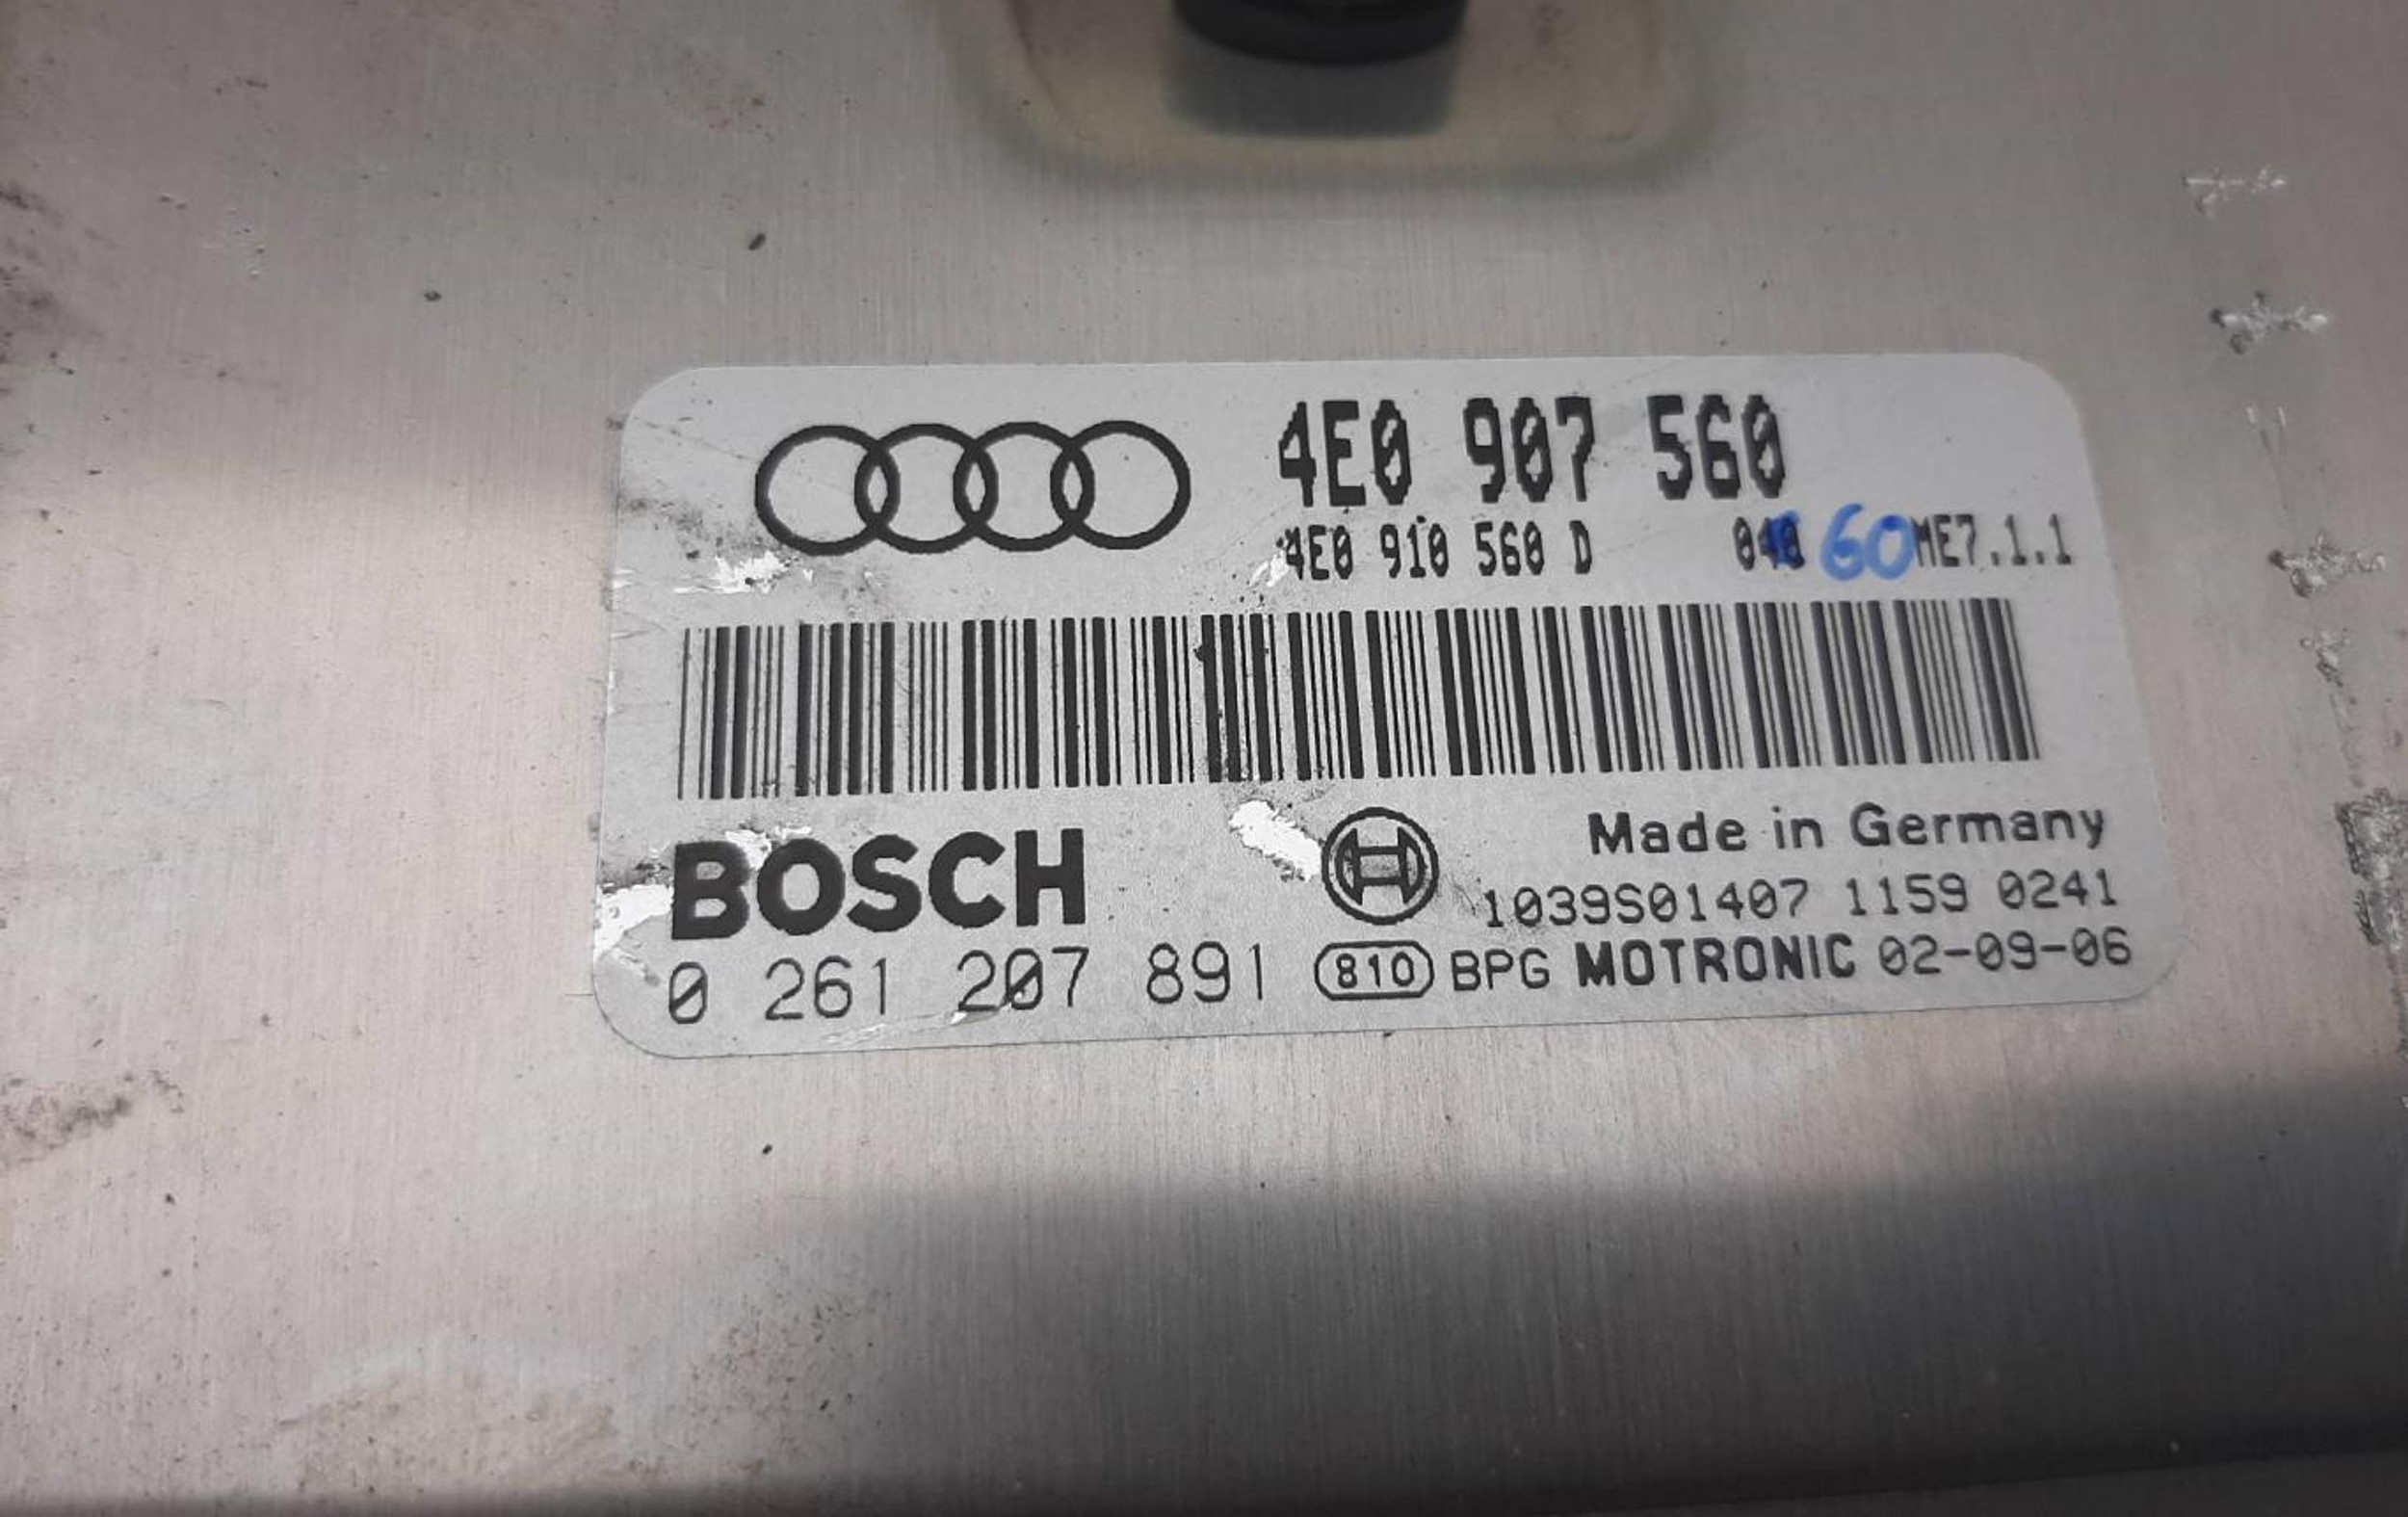 4E0 907 560
4E0 910 560 D 60 ME7.1.1
Made in Germany
BOSCH 1039S01407 1159 0241
0 261 207 891 810 BPG MOTRONIC 02-09-06